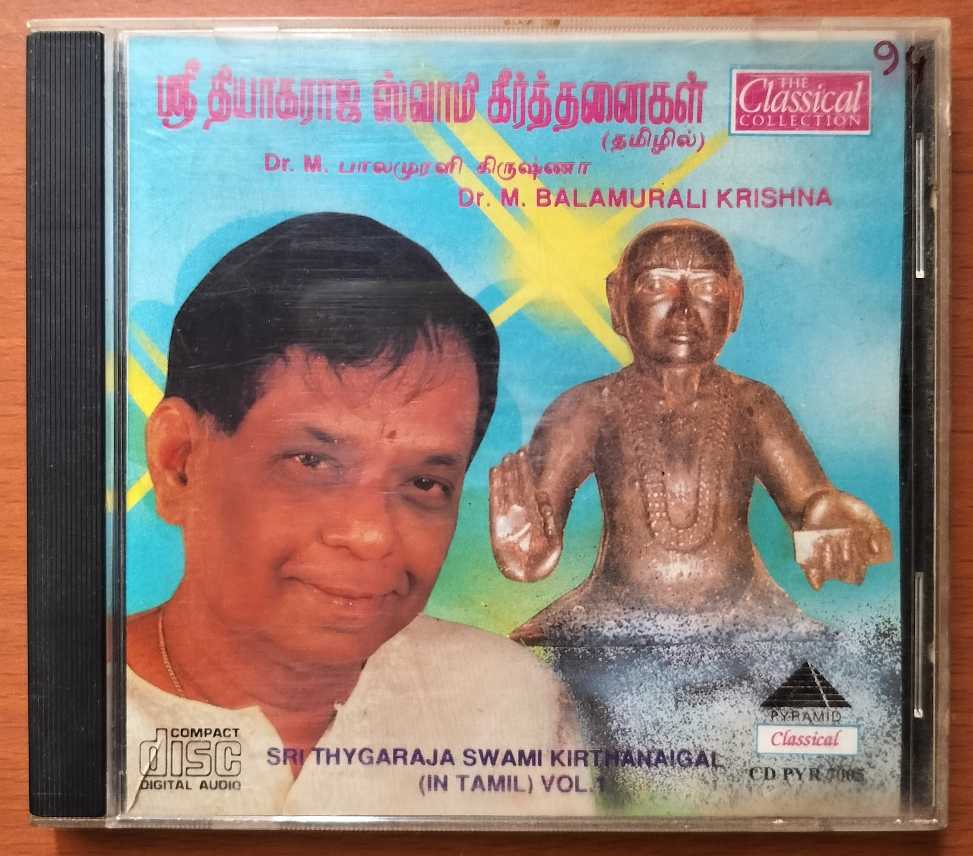 ஸ்ரீ தியாகராஜ ஸ்வாமி கீர்த்தனைகள்
(தமிழில்)
THE
Classical
COLLECTION
Dr. M. பாலமுரளி கிருஷ்ணா
Dr. M. BALAMURALI KRISHNA
PYRAMID
Classical
CD PYR 7005
COMPACT
disc
DIGITAL AUDIO
SRI THYGARAJA SWAMI KIRTHANAIGAL
(IN TAMIL) VOL.1